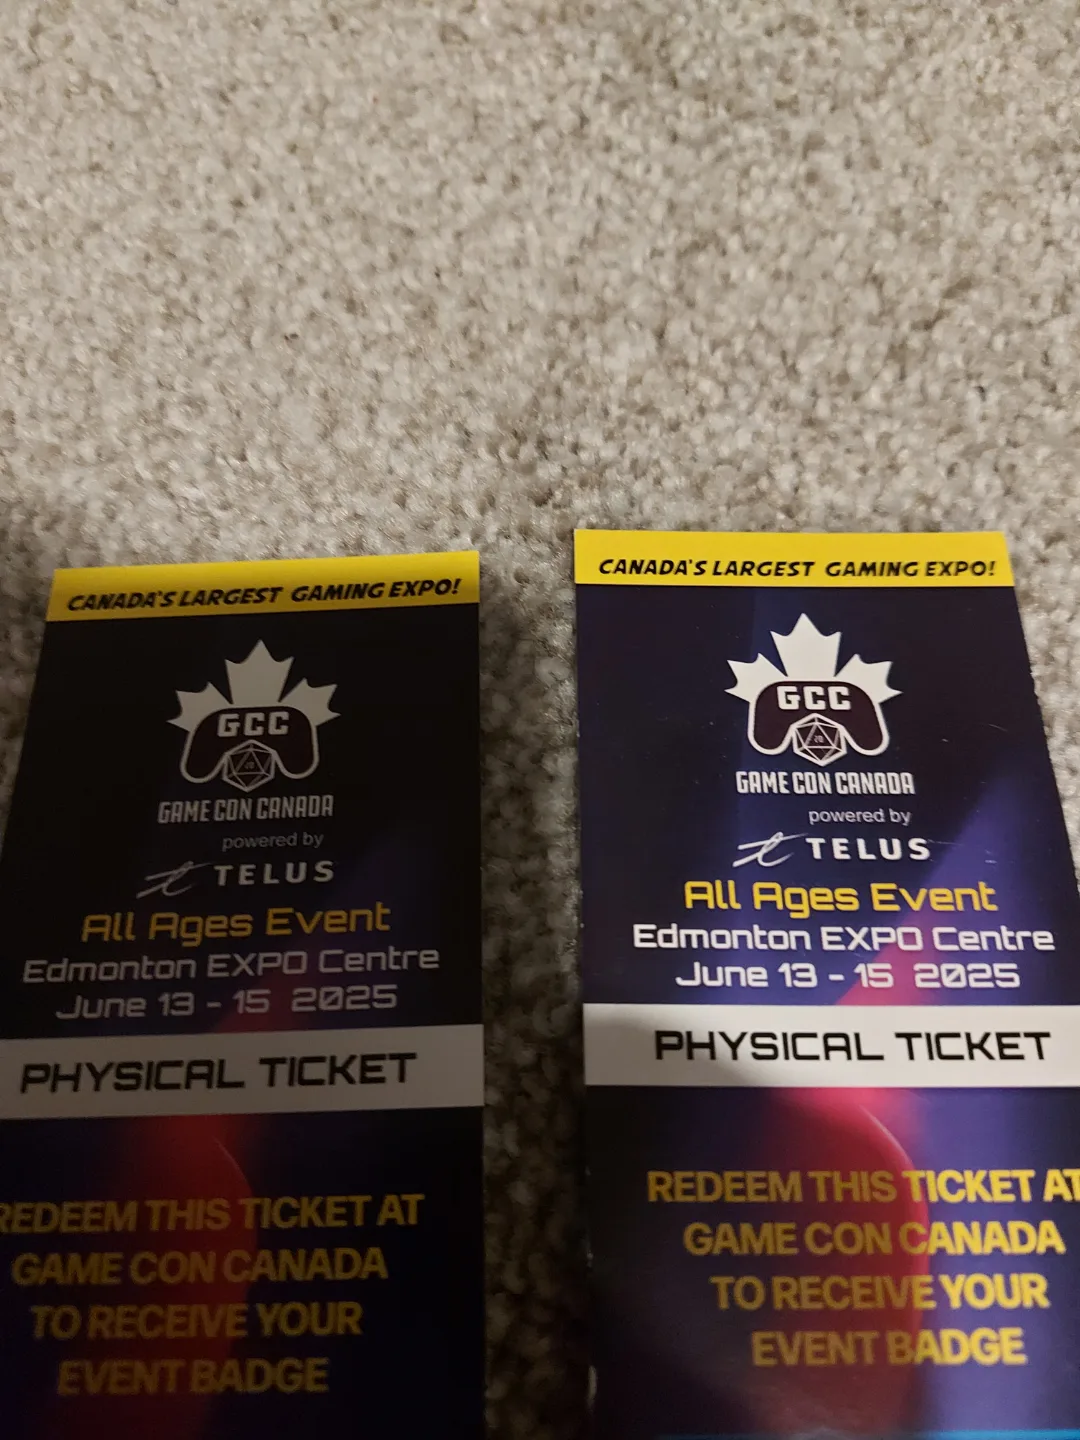 CANADA'S LARGEST GAMING EXPO!
GCC
20
GAME CON CANADA
powered by
TELUS
All Ages Event
Edmonton EXPO Centre
June 13 - 15 2025
PHYSICAL TICKET
REDEEM THIS TICKET AT
GAME CON CANADA
TO RECEIVE YOUR
EVENT BADGE
CANADA'S LARGEST GAMING EXPO!
GCC
20
GAME CON CANADA
powered by
TELUS
All Ages Event
Edmonton EXPO Centre
June 13 - 15 2025
PHYSICAL TICKET
REDEEM THIS TICKET AT
GAME CON CANADA
TO RECEIVE YOUR
EVENT BADGE